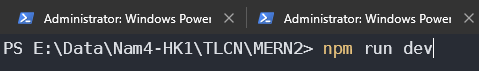 Administrator: Windows Power Administrator: Windows Power
PS E:\Data\Nam4-HK1\TLCN\MERN2> npm run dev